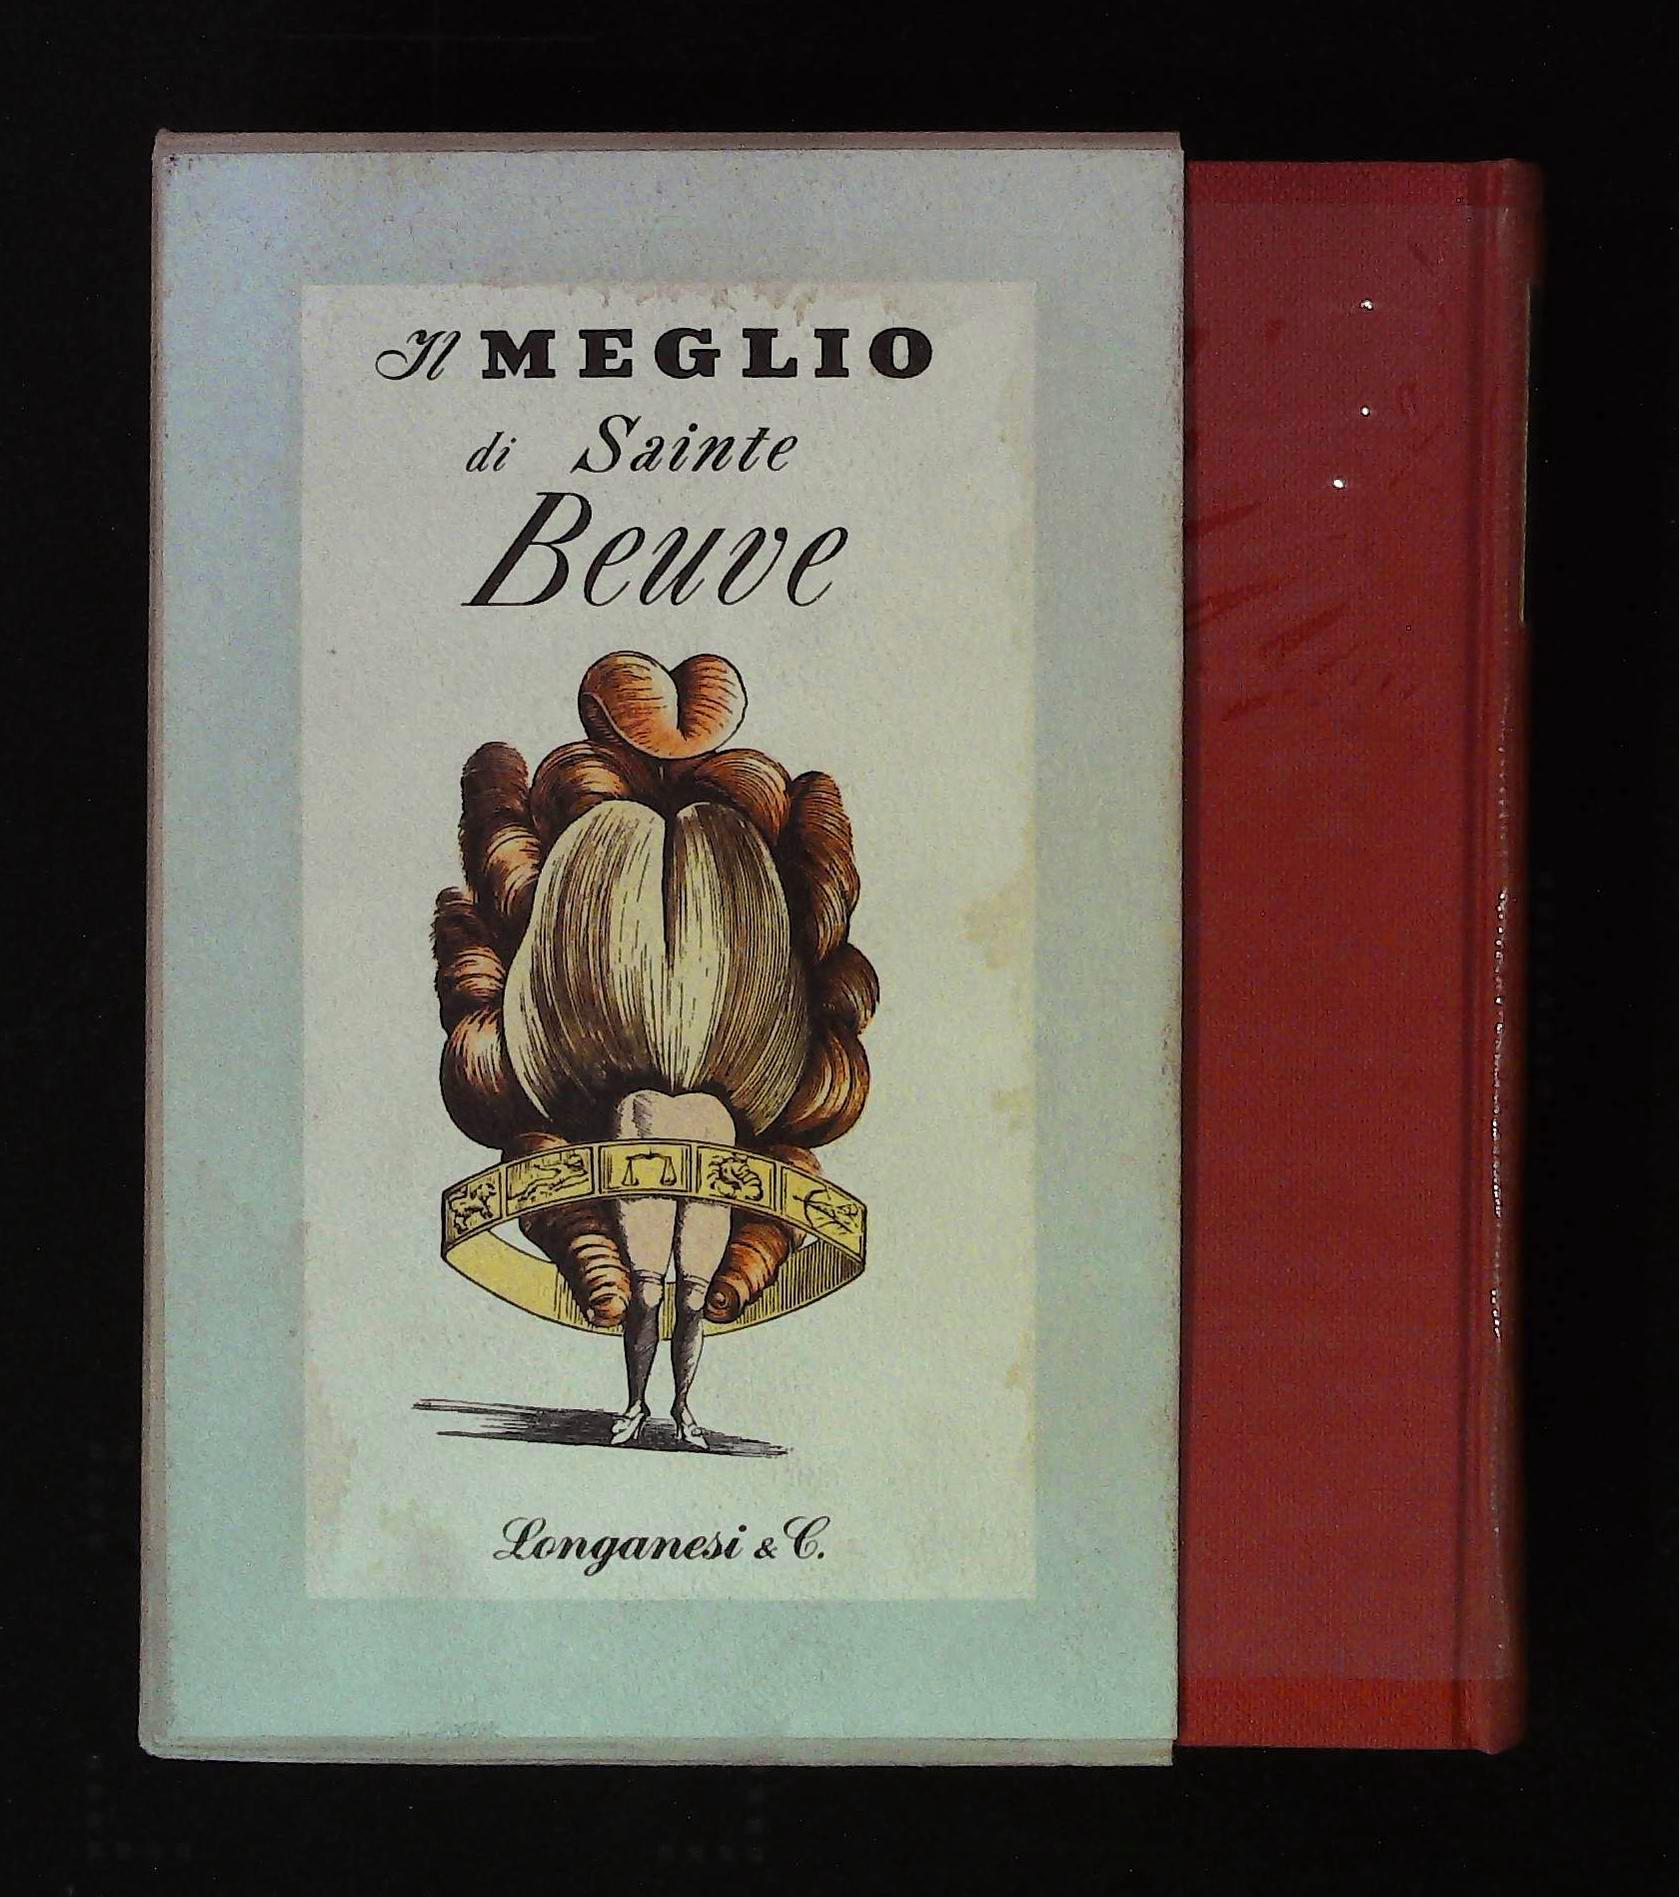 Il MEGLIO
di Sainte
Beuve
Longanesi & C.